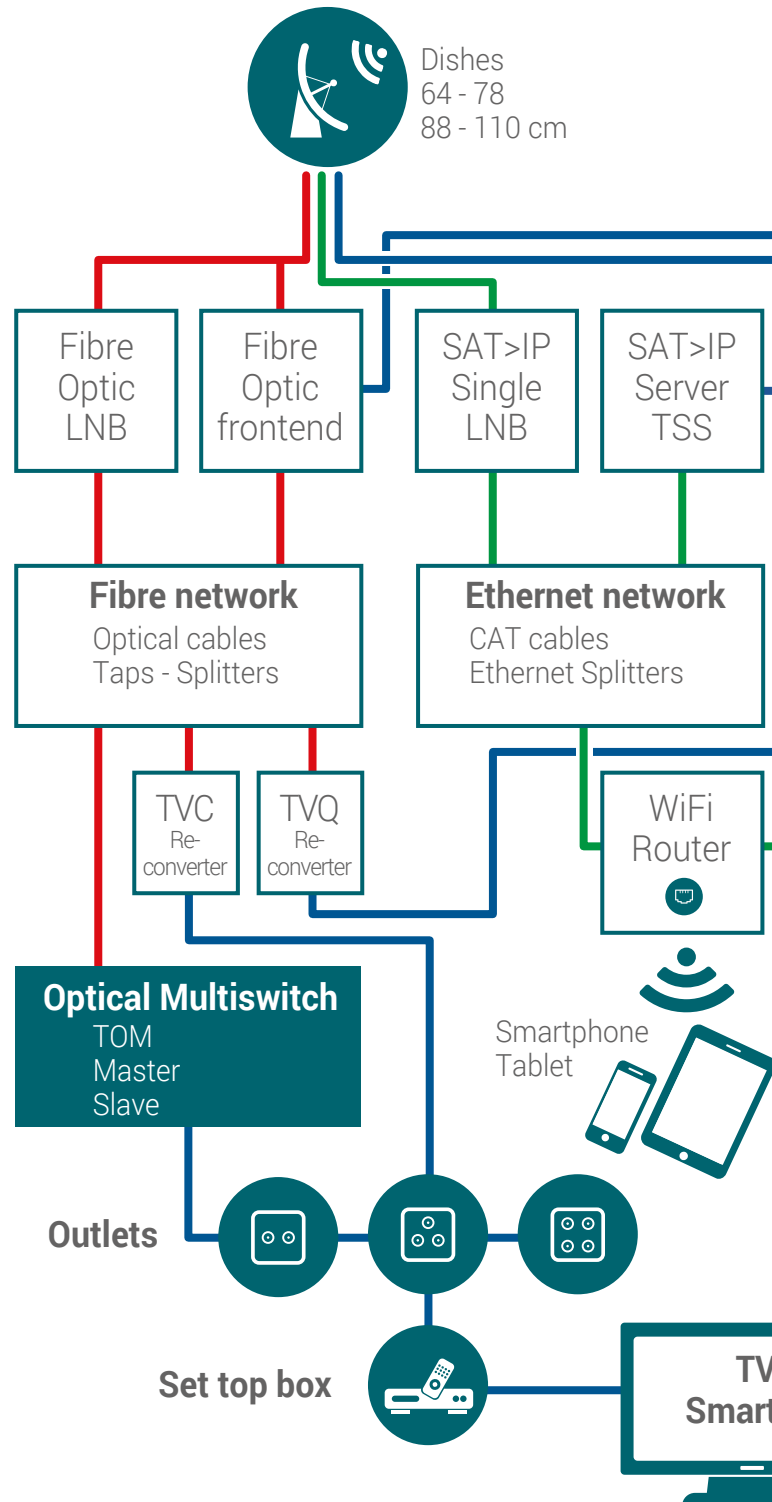 Dishes
64 - 78
88 - 110 cm
Fibre
Optic
LNB
Fibre
Optic
frontend
SAT>IP
Single
LNB
SAT>IP
Server
TSS
Fibre network
Optical cables
Taps - Splitters
Ethernet network
CAT cables
Ethernet Splitters
TVC
Re-
converter
TVQ
Re-
converter
WiFi
Router
Optical Multiswitch
TOM
Master
Slave
Smartphone
Tablet
Outlets
Set top box
TV
Smart